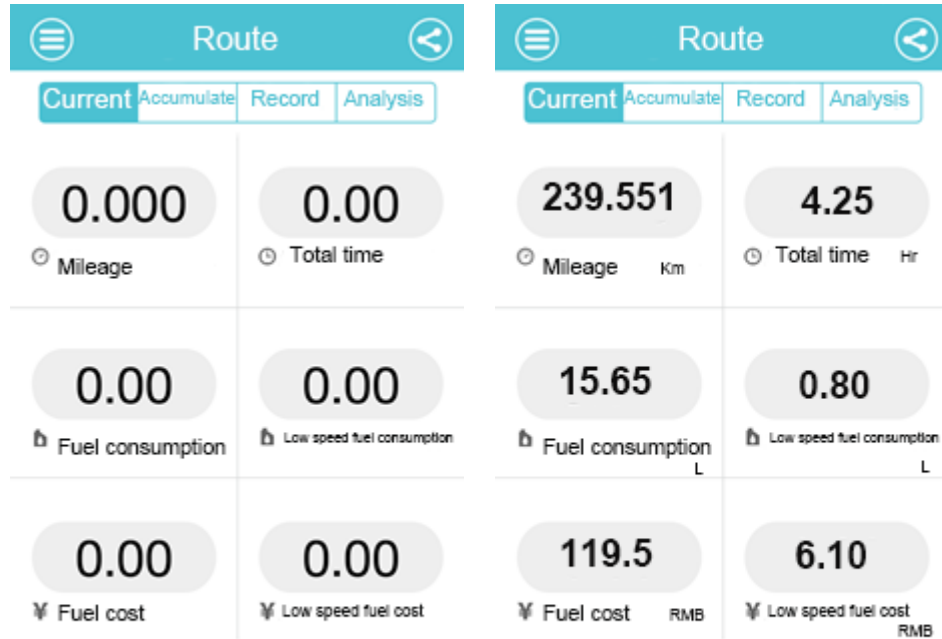 Route
Current Accumulate Record Analysis
0.000 0.00
Mileage Total time
0.00 0.00
Fuel consumption Low speed fuel consumption
0.00 0.00
¥ Fuel cost ¥ Low speed fuel cost
Route
Current Accumulate Record Analysis
239.551 4.25
Mileage Km Total time Hr
15.65 0.80
Fuel consumption L Low speed fuel consumption L
119.5 6.10
¥ Fuel cost RMB ¥ Low speed fuel cost RMB